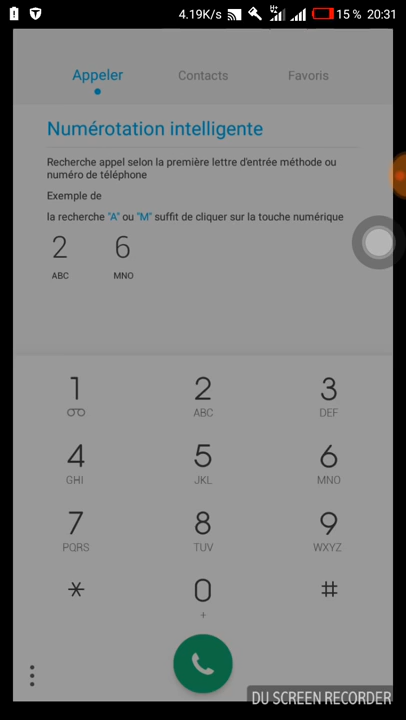 4.19K/s H+ 15 % 20:31
Appeler Contacts Favoris
Numérotation intelligente
Recherche appel selon la première lettre d'entrée méthode ou
numéro de téléphone
Exemple de
la recherche "A" ou "M" suffit de cliquer sur la touche numérique
2 6
ABC MNO
1 2 3
ABC DEF
4 5 6
GHI JKL MNO
7 8 9
PQRS TUV WXYZ
* 0 #
+
DU SCREEN RECORDER